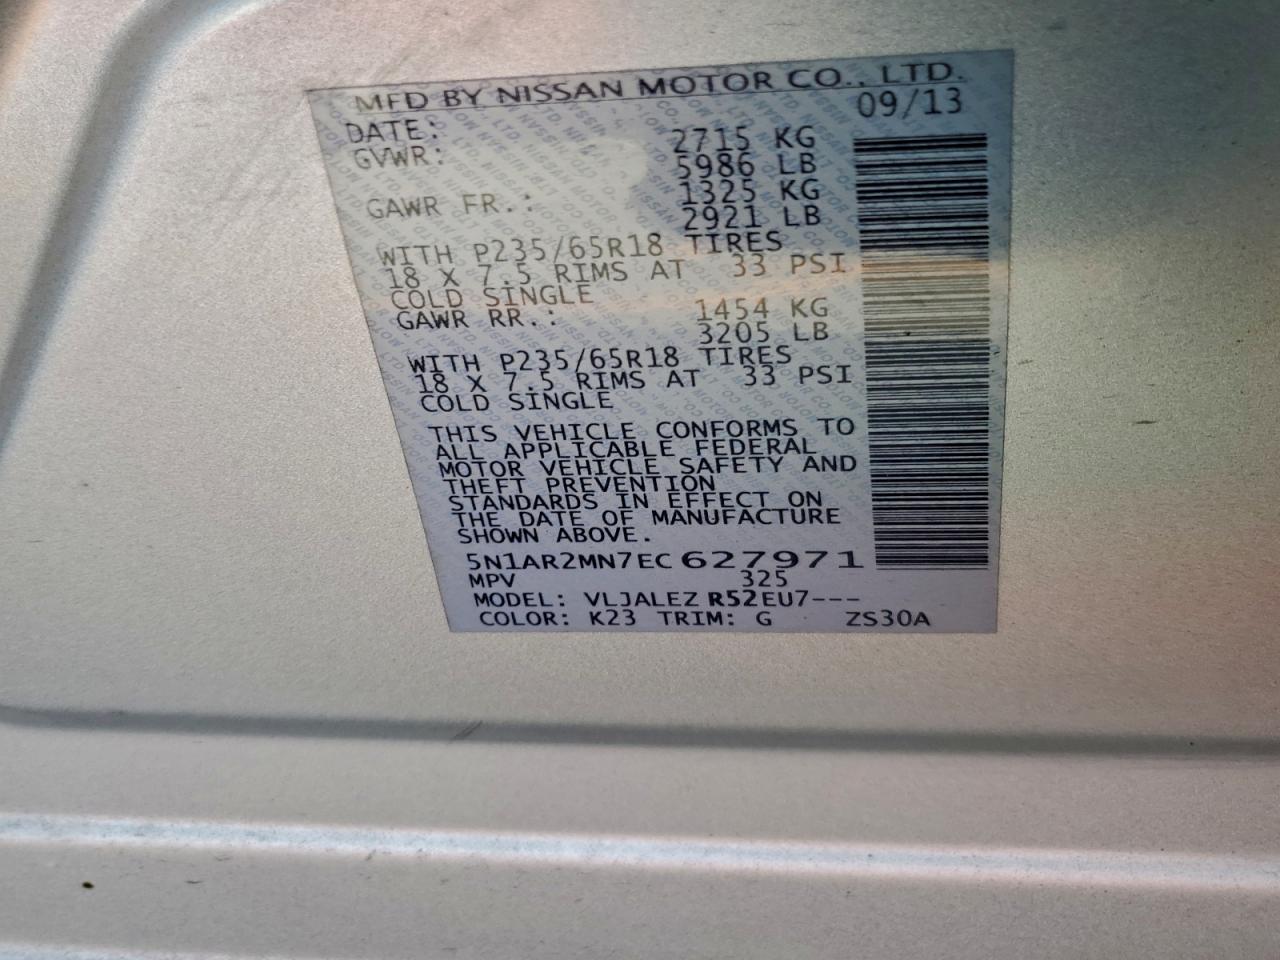 MFD BY NISSAN MOTOR CO., LTD.
DATE: 09/13
GVWR: 2715 KG
5986 LB
GAWR FR.: 1325 KG
2921 LB
WITH P235/65R18 TIRES
18 X 7.5 RIMS AT 33 PSI
COLD SINGLE
GAWR RR.: 1454 KG
3205 LB
WITH P235/65R18 TIRES
18 X 7.5 RIMS AT 33 PSI
COLD SINGLE
THIS VEHICLE CONFORMS TO
ALL APPLICABLE FEDERAL
MOTOR VEHICLE SAFETY AND
THEFT PREVENTION
STANDARDS IN EFFECT ON
THE DATE OF MANUFACTURE
SHOWN ABOVE.
5N1AR2MN7EC627971
MPV 325
MODEL: VLJALEZ R52EU7---
COLOR: K23 TRIM: G ZS30A